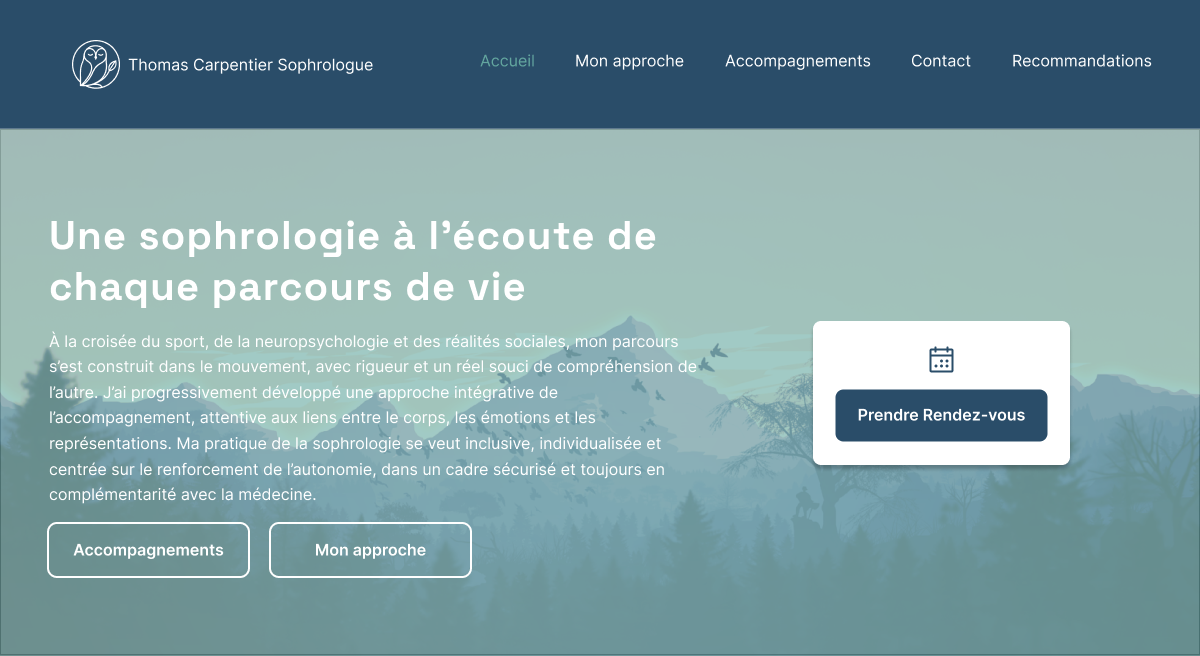 Thomas Carpentier Sophrologue
Accueil
Mon approche
Accompagnements
Contact
Recommandations
Une sophrologie à l’écoute de
chaque parcours de vie
À la croisée du sport, de la neuropsychologie et des réalités sociales, mon parcours
s’est construit dans le mouvement, avec rigueur et un réel souci de compréhension de
l’autre. J’ai progressivement développé une approche intégrative de
l’accompagnement, attentive aux liens entre le corps, les émotions et les
représentations. Ma pratique de la sophrologie se veut inclusive, individualisée et
centrée sur le renforcement de l’autonomie, dans un cadre sécurisé et toujours en
complémentarité avec la médecine.
Prendre Rendez-vous
Accompagnements
Mon approche